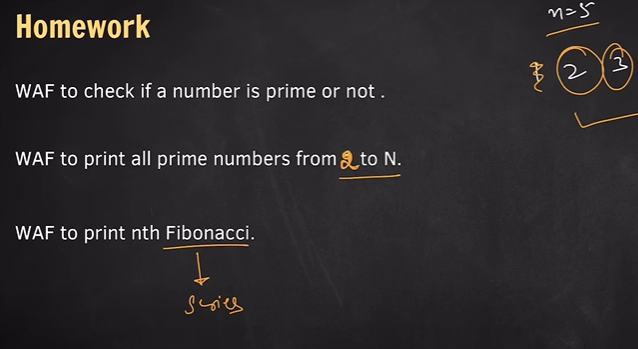 Homework
n=5
2 3
WAF to check if a number is prime or not .
WAF to print all prime numbers from 2 to N.
WAF to print nth Fibonacci.
series